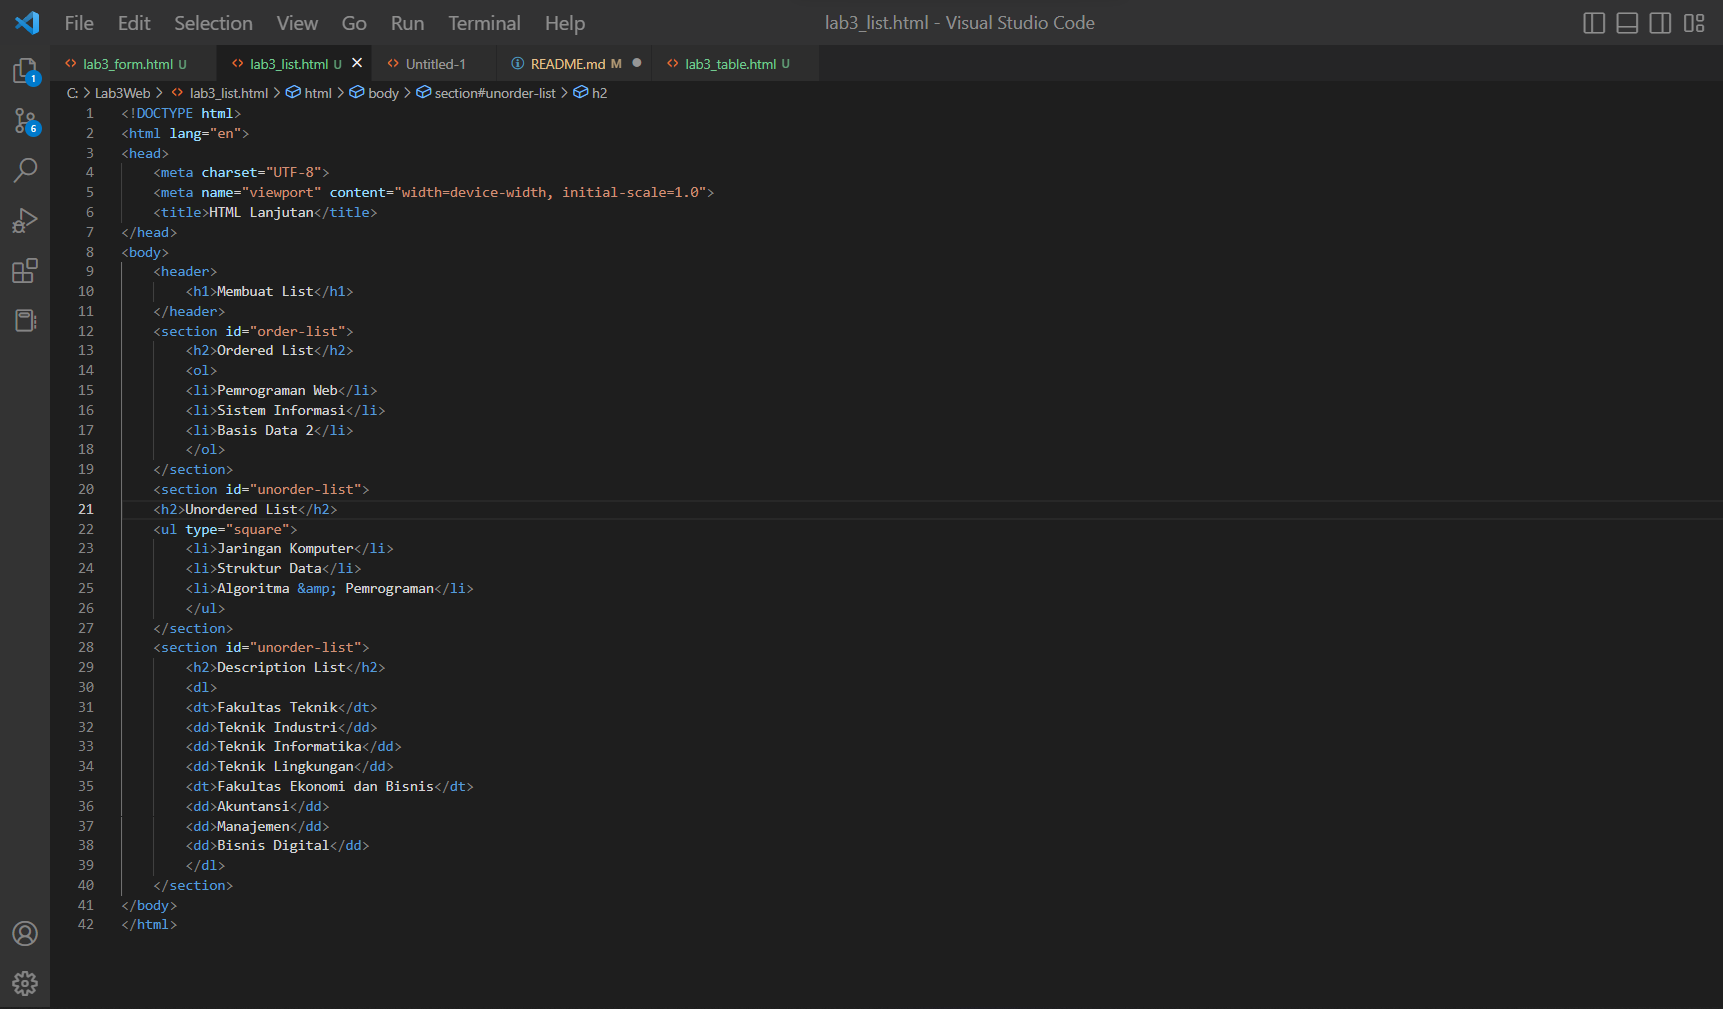 File Edit Selection View Go Run Terminal Help lab3_list.html - Visual Studio Code
lab3_form.html U lab3_list.html U Untitled-1 README.md M lab3_table.html U
C: > Lab3Web > lab3_list.html > html > body > section#unorder-list > h2
1 <!DOCTYPE html>
2 <html lang="en">
3 <head>
4 <meta charset="UTF-8">
5 <meta name="viewport" content="width=device-width, initial-scale=1.0">
6 <title>HTML Lanjutan</title>
7 </head>
8 <body>
9 <header>
10 <h1>Membuat List</h1>
11 </header>
12 <section id="order-list">
13 <h2>Ordered List</h2>
14 <ol>
15 <li>Pemrograman Web</li>
16 <li>Sistem Informasi</li>
17 <li>Basis Data 2</li>
18 </ol>
19 </section>
20 <section id="unorder-list">
21 <h2>Unordered List</h2>
22 <ul type="square">
23 <li>Jaringan Komputer</li>
24 <li>Struktur Data</li>
25 <li>Algoritma &amp; Pemrograman</li>
26 </ul>
27 </section>
28 <section id="unorder-list">
29 <h2>Description List</h2>
30 <dl>
31 <dt>Fakultas Teknik</dt>
32 <dd>Teknik Industri</dd>
33 <dd>Teknik Informatika</dd>
34 <dd>Teknik Lingkungan</dd>
35 <dt>Fakultas Ekonomi dan Bisnis</dt>
36 <dd>Akuntansi</dd>
37 <dd>Manajemen</dd>
38 <dd>Bisnis Digital</dd>
39 </dl>
40 </section>
41 </body>
42 </html>
1
6